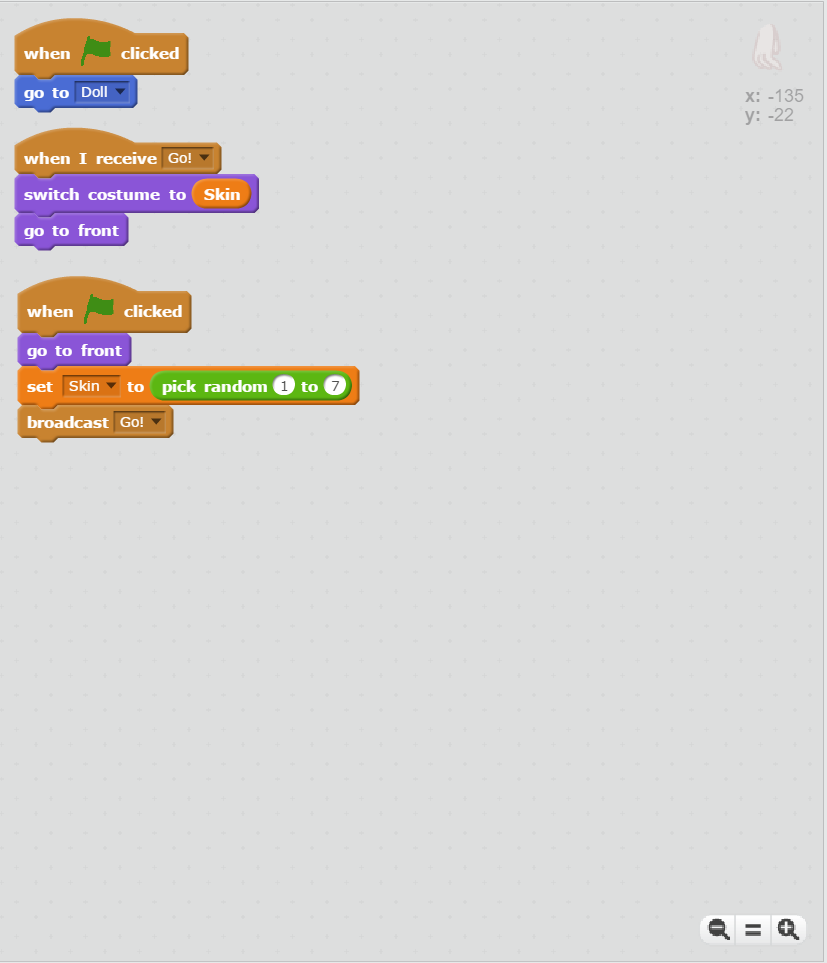 when clicked
go to Doll
when I receive Go!
switch costume to Skin
go to front
when clicked
go to front
set Skin to pick random 1 to 7
broadcast Go!
x: -135
y: -22